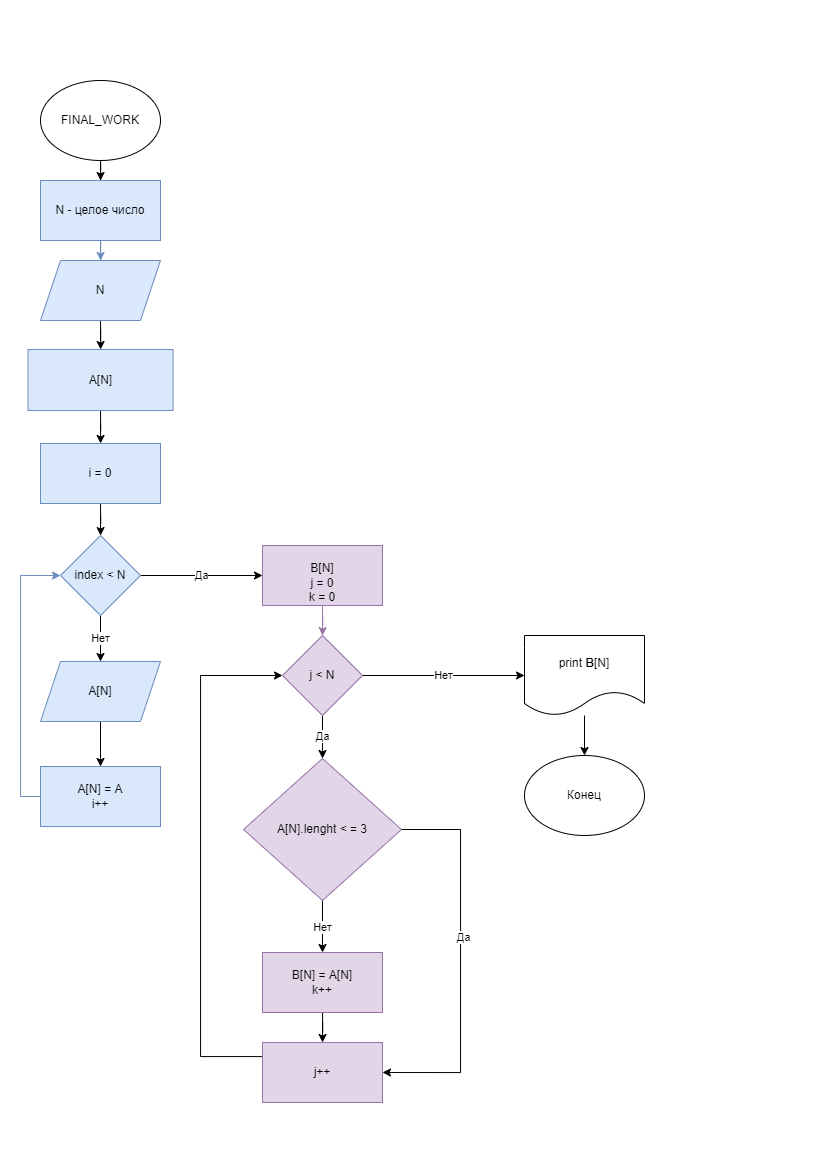 FINAL_WORK
N - целое число
N
A[N]
i = 0
index < N
Да
Нет
A[N]
A[N] = A
i++
B[N]
j = 0
k = 0
j < N
Нет
Да
A[N].lenght < = 3
Нет
Да
B[N] = A[N]
k++
j++
print B[N]
Конец